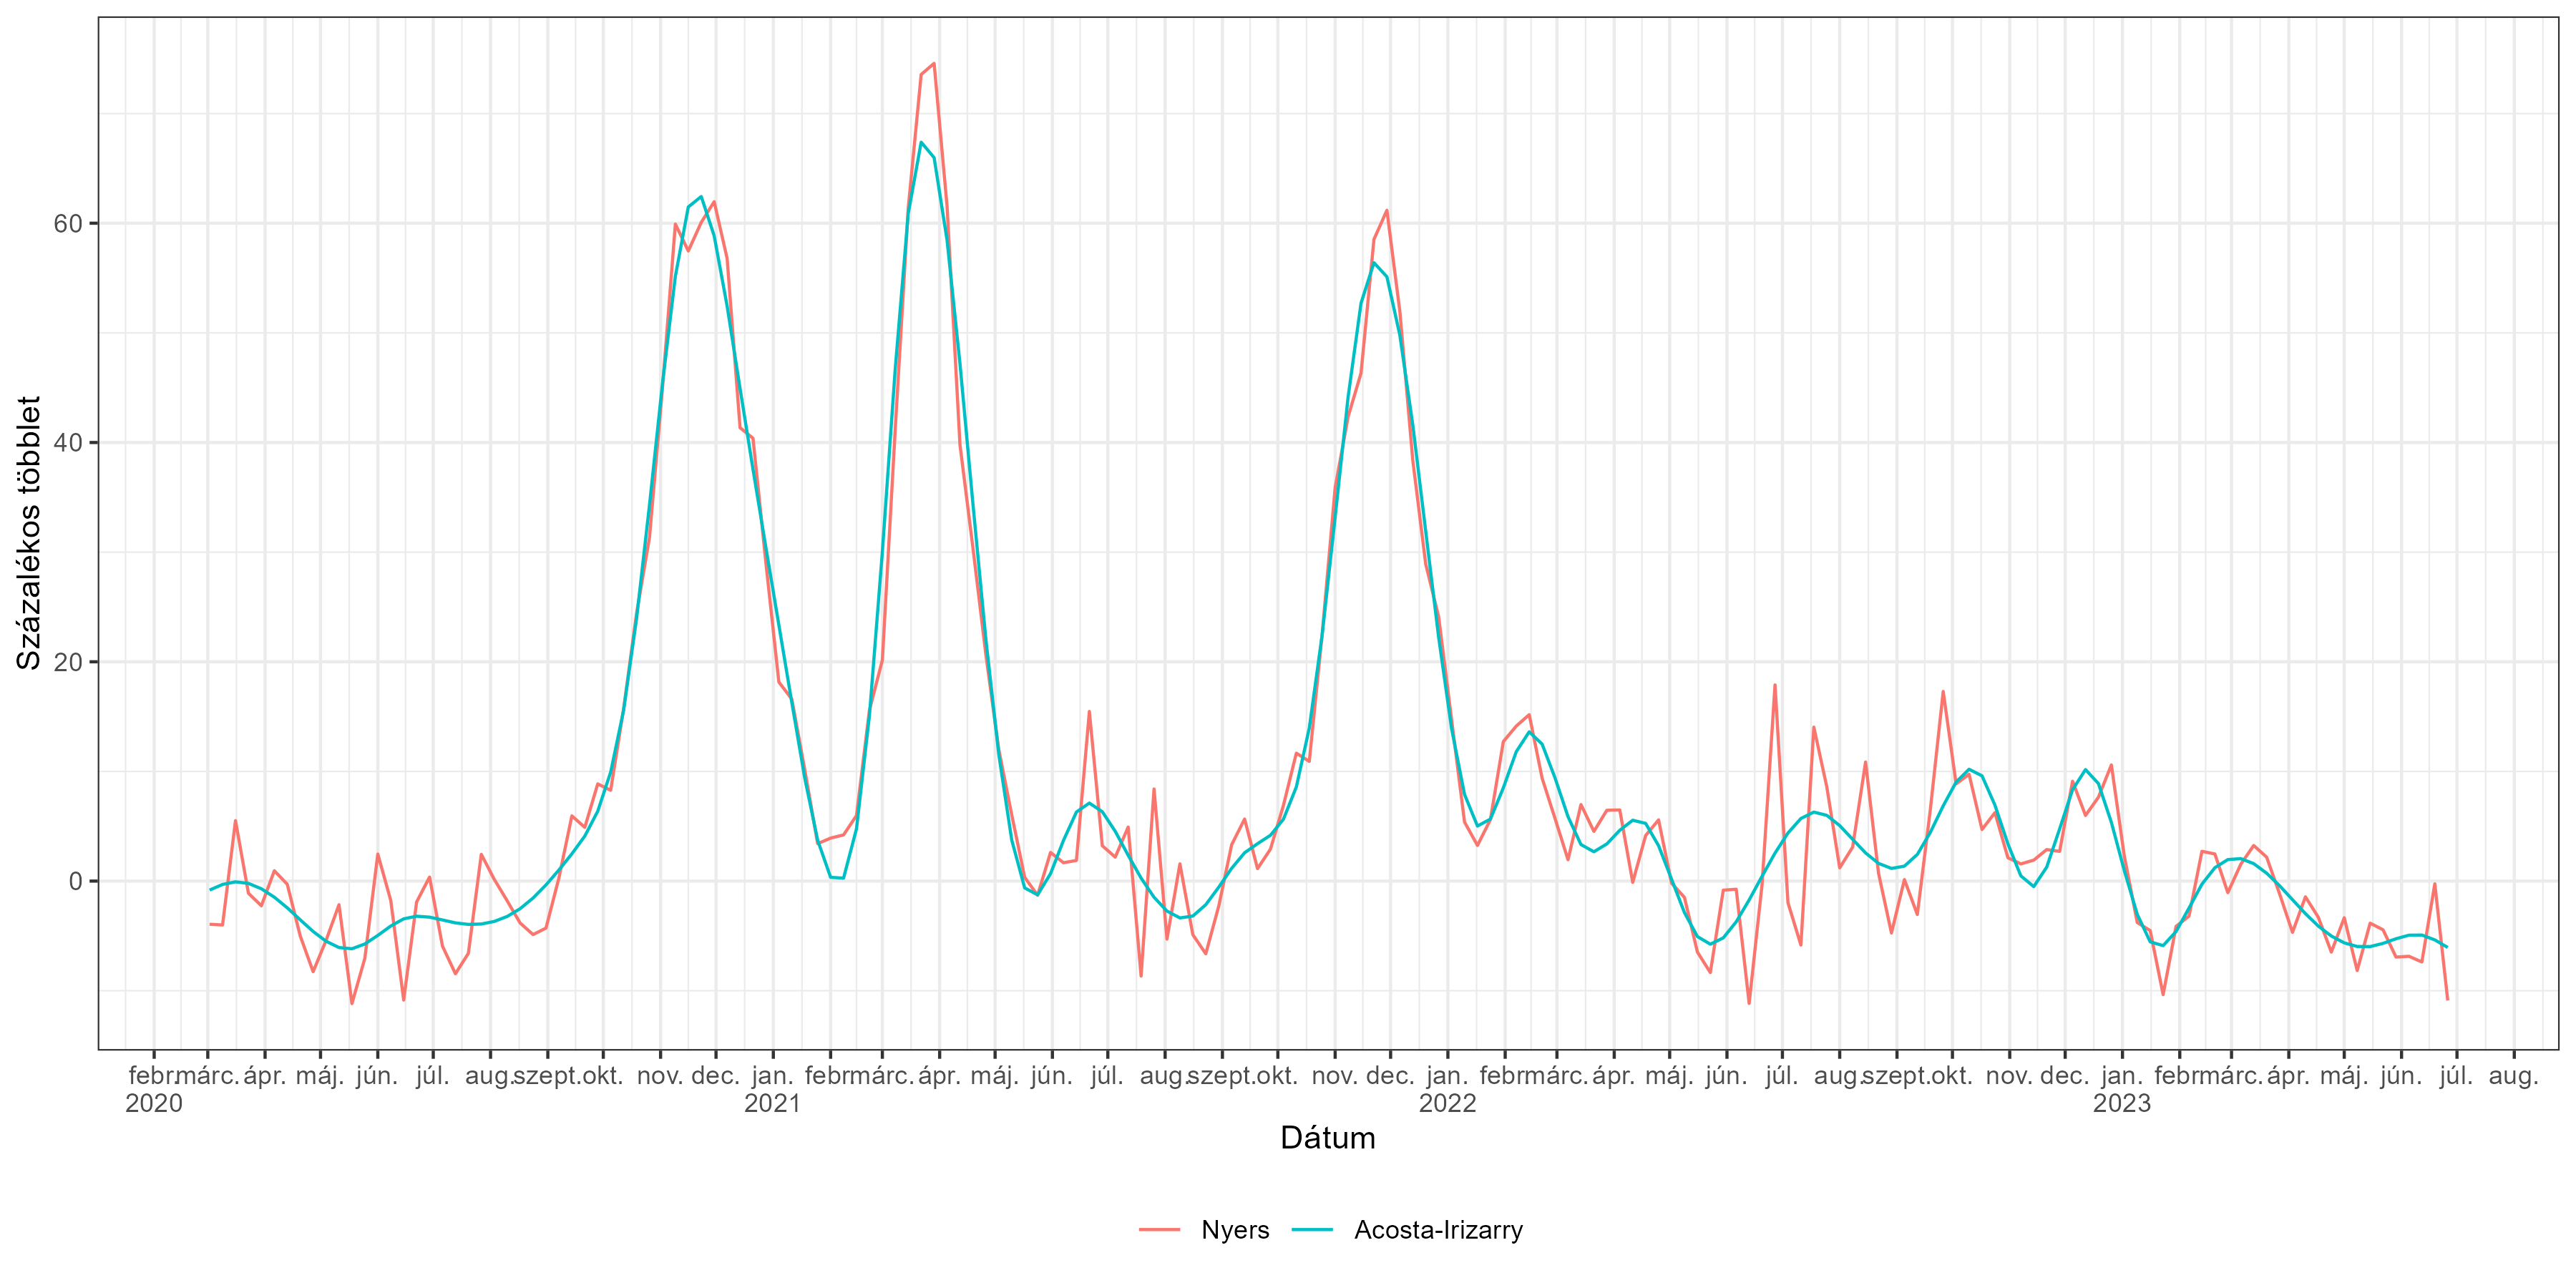 Százazalékos többlet
60
40
20
0
febr. márc. ápr. máj. jún. júl. aug. szept. okt. nov. dec. jan. febr. márc. ápr. máj. jún. júl. aug. szept. okt. nov. dec. jan. febr. márc. ápr. máj. jún. júl. aug. szept. okt. nov. dec. jan. febr. márc. ápr. máj. jún. júl. aug.
2020 2021 2022 2023
Dátum
Nyers Acosta-Irizarry